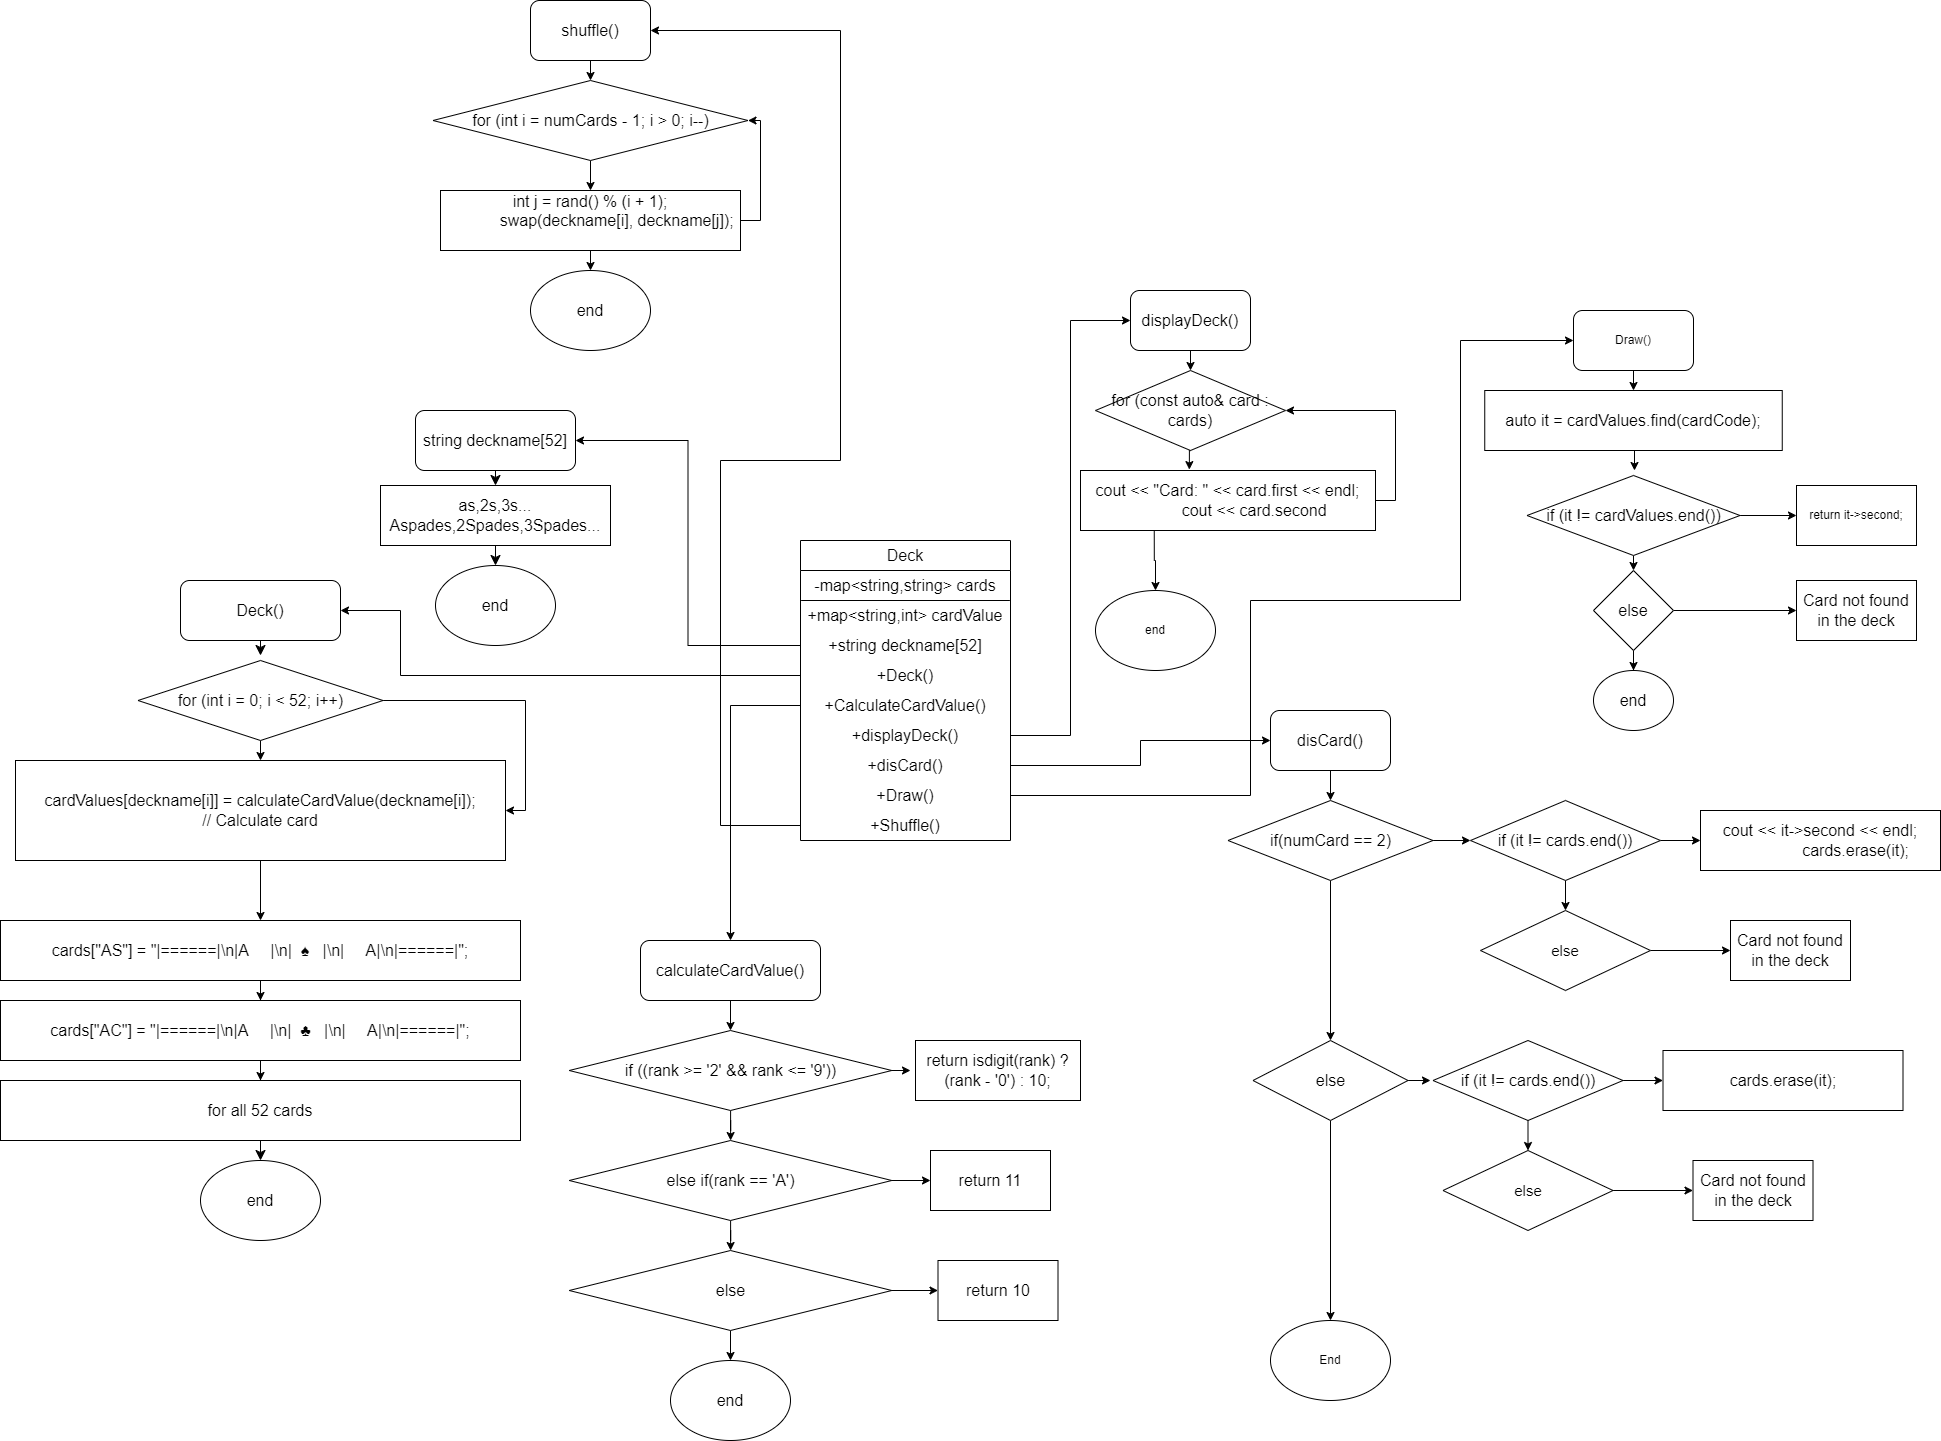 shuffle()
for (int i = numCards - 1; i > 0; i--)
int j = rand() % (i + 1);
swap(deckname[i], deckname[j]);
end
string deckname[52]
as,2s,3s...
Aspades,2Spades,3Spades...
end
Deck()
for (int i = 0; i < 52; i++)
cardValues[deckname[i]] = calculateCardValue(deckname[i]);
// Calculate card
cards["AS"] = "|======|\n|A     |\n|  ♠   |\n|     A|\n|======|";
cards["AC"] = "|======|\n|A     |\n|  ♣   |\n|     A|\n|======|";
for all 52 cards
end
Deck
-map<string,string> cards
+map<string,int> cardValue
+string deckname[52]
+Deck()
+CalculateCardValue()
+displayDeck()
+disCard()
+Draw()
+Shuffle()
calculateCardValue()
if ((rank >= '2' && rank <= '9'))
return isdigit(rank) ?
(rank - '0') : 10;
else if(rank == 'A')
return 11
else
return 10
end
displayDeck()
for (const auto& card :
cards)
cout << "Card: " << card.first << endl;
cout << card.second
end
Draw()
auto it = cardValues.find(cardCode);
if (it != cardValues.end())
return it->second;
else
Card not found
in the deck
end
disCard()
if(numCard == 2)
if (it != cards.end())
cout << it->second << endl;
cards.erase(it);
else
Card not found
in the deck
else
if (it != cards.end())
cards.erase(it);
else
Card not found
in the deck
End